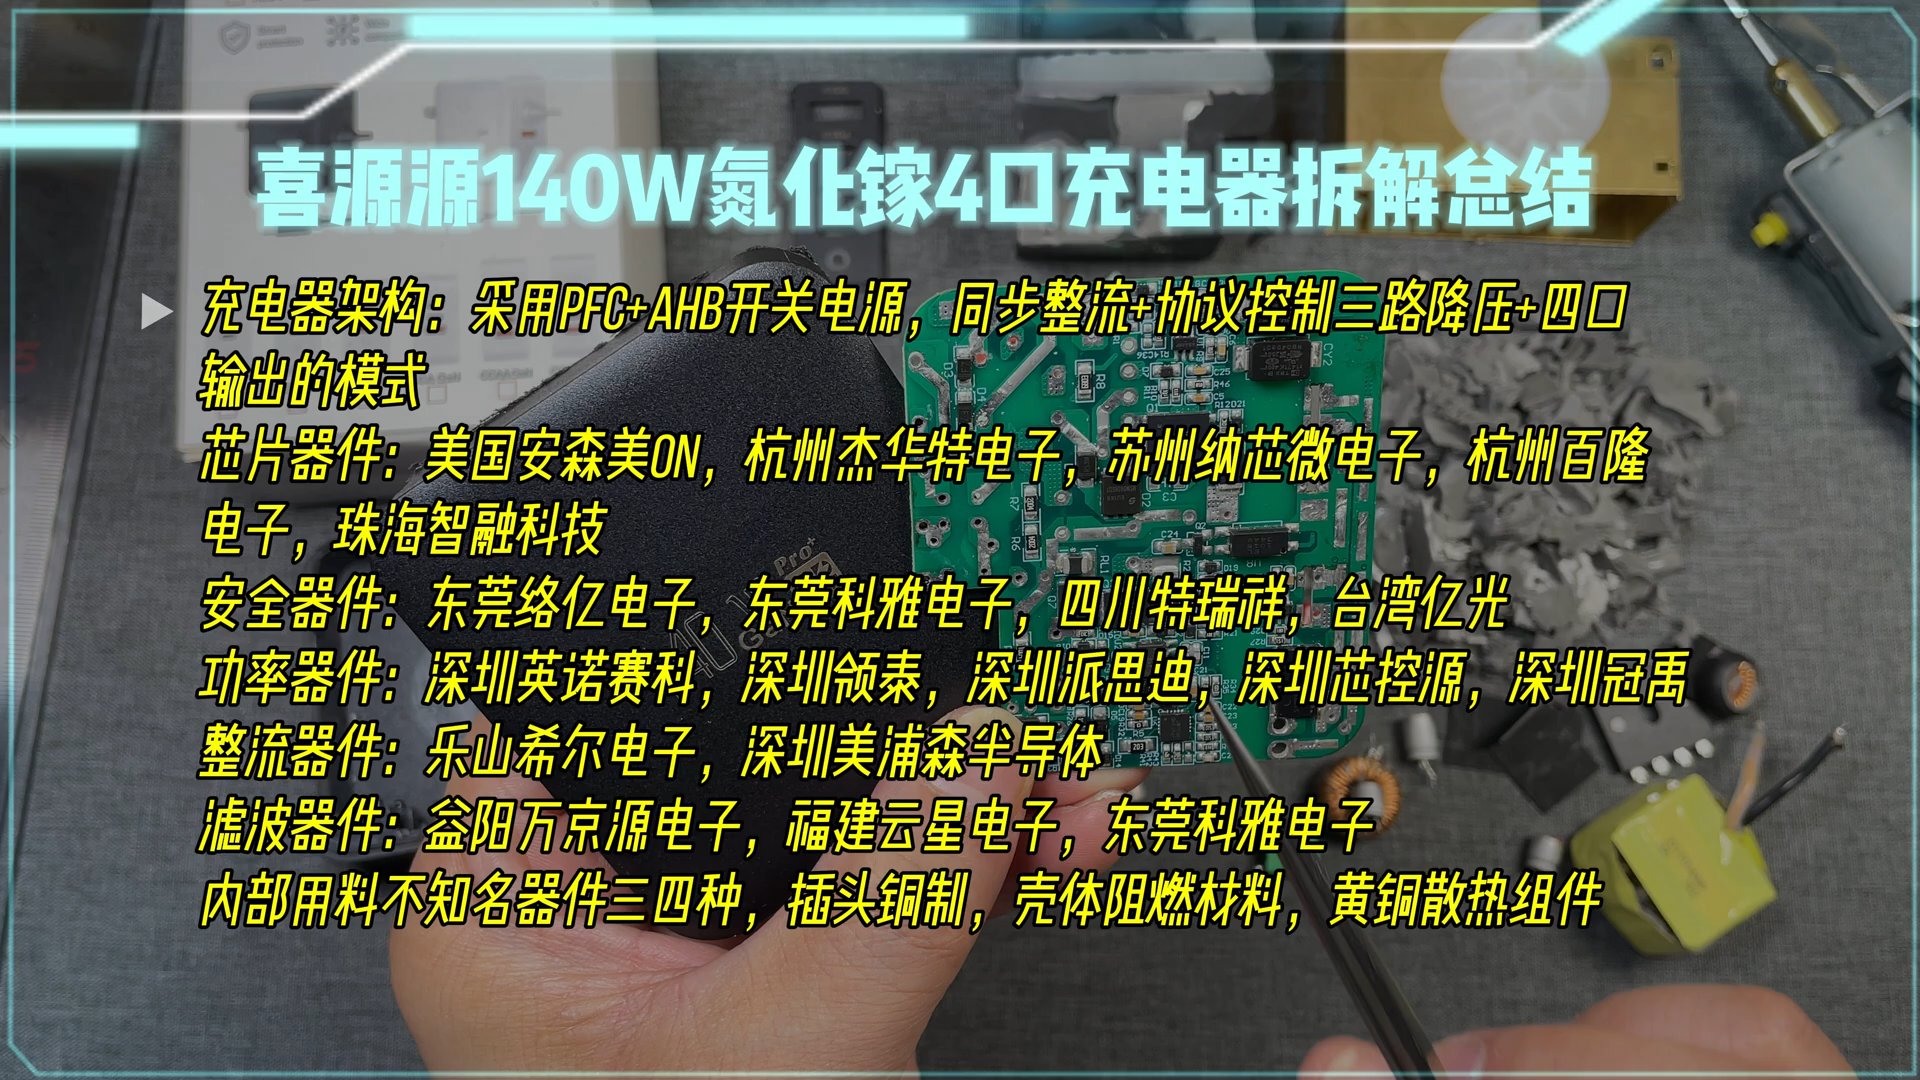 喜源源140W氮化镓4口充电器拆解总结
充电器架构：采用PFC+AHB开关电源，同步整流+协议控制三路降压+四口
输出的模式
芯片器件：美国安森美ON，杭州杰华特电子，苏州纳芯微电子，杭州百隆
电子，珠海智融科技
安全器件：东莞络亿电子，东莞科雅电子，四川特瑞祥，台湾亿光
功率器件：深圳英诺赛科，深圳领泰，深圳派思迪，深圳芯控源，深圳冠禹
整流器件：乐山希尔电子，深圳美浦森半导体
滤波器件：益阳万京源电子，福建云星电子，东莞科雅电子
内部用料不知名器件三四种，插头铜制，壳体阻燃材料，黄铜散热组件
Pro+
CY2
R8
R7
R6
C24